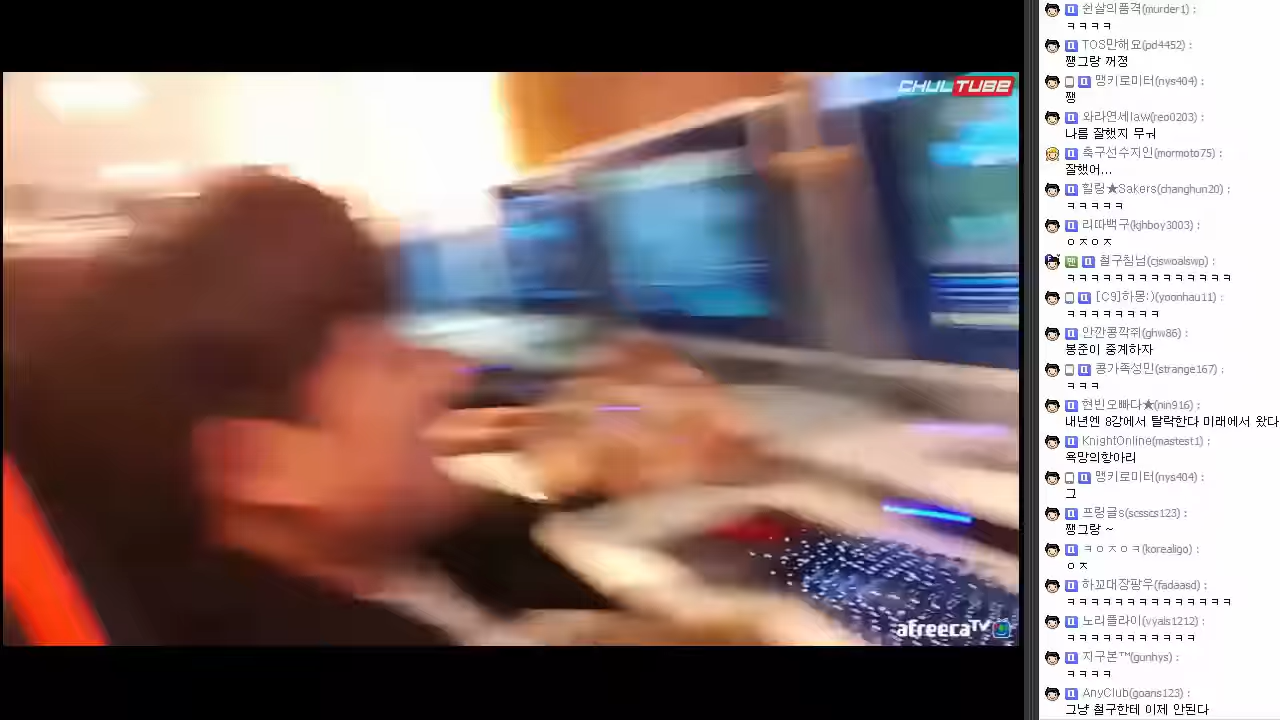 CHULTUBE
afreecaTV
쉰살의품격(murder1) :
ㅋㅋㅋㅋ
TOS만해요(pd4452) :
쨍그랑 꺼졍
맹키로미터(nys404) :
쨍
와라연세law(reo0203) :
나름 잘했지 무눠
축구선수지인(mormoto75) :
잘했어...
힐링★Sakers(changhun20) :
ㅋㅋㅋㅋㅋ
리따백구(kjhboy3003) :
ㅇㅈㅇㅈ
팬 철구침님(cjswoalswp) :
ㅋㅋㅋㅋㅋㅋㅋㅋㅋㅋㅋㅋㅋㅋ
[C9]하몽:)(yoonhau11) :
ㅋㅋㅋㅋㅋㅋㅋㅋ
안깐콩깍쥐(ghw86) :
봉준이 중계하자
콩가족성민(strange167) :
ㅋㅋㅋ
현빈오빠다★(nin916) :
내년엔 8강에서 탈락한다 미래에서 왔다
KnightOnline(mastest1) :
욕망의항아리
맹키로미터(nys404) :
그
프링글s(scsscs123) :
쨍그랑 ~
ㅋㅇㅈㅇㅋ(korealigo) :
ㅇㅈ
하꼬대장팡우(fadaasd) :
ㅋㅋㅋㅋㅋㅋㅋㅋㅋㅋㅋㅋㅋㅋ
노리플라이(vyals1212) :
ㅋㅋㅋㅋㅋㅋㅋㅋㅋㅋㅋ
지구본™(gunhys) :
ㅋㅋㅋㅋ
AnyClub(goans123) :
그냥 철구한테 이제 안된다